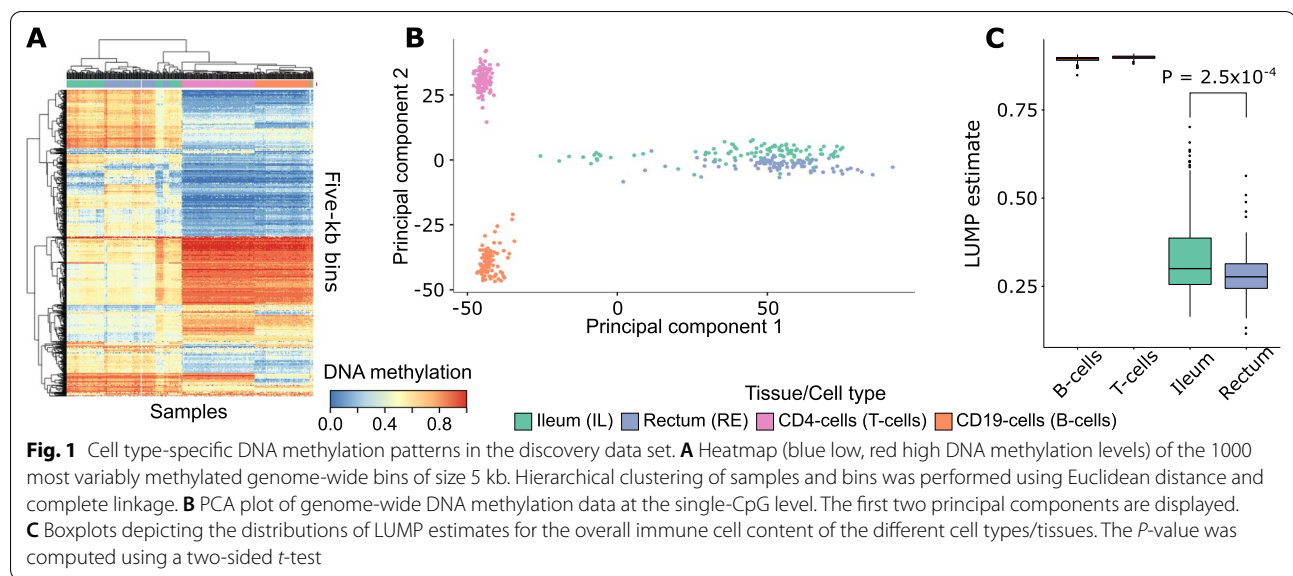 A
Five-kb bins
Samples
DNA methylation
0.0 0.4 0.8
B
Principal component 2
25
0
-25
-50
-50 0 50
Principal component 1
C
P = 2.5x10-4
LUMP estimate
0.75
0.50
0.25
B-cells
T-cells
Ileum
Rectum
Tissue/Cell type
Ileum (IL) Rectum (RE) CD4-cells (T-cells) CD19-cells (B-cells)
Fig. 1 Cell type-specific DNA methylation patterns in the discovery data set. A Heatmap (blue low, red high DNA methylation levels) of the 1000
most variably methylated genome-wide bins of size 5 kb. Hierarchical clustering of samples and bins was performed using Euclidean distance and
complete linkage. B PCA plot of genome-wide DNA methylation data at the single-CpG level. The first two principal components are displayed.
C Boxplots depicting the distributions of LUMP estimates for the overall immune cell content of the different cell types/tissues. The P-value was
computed using a two-sided t-test